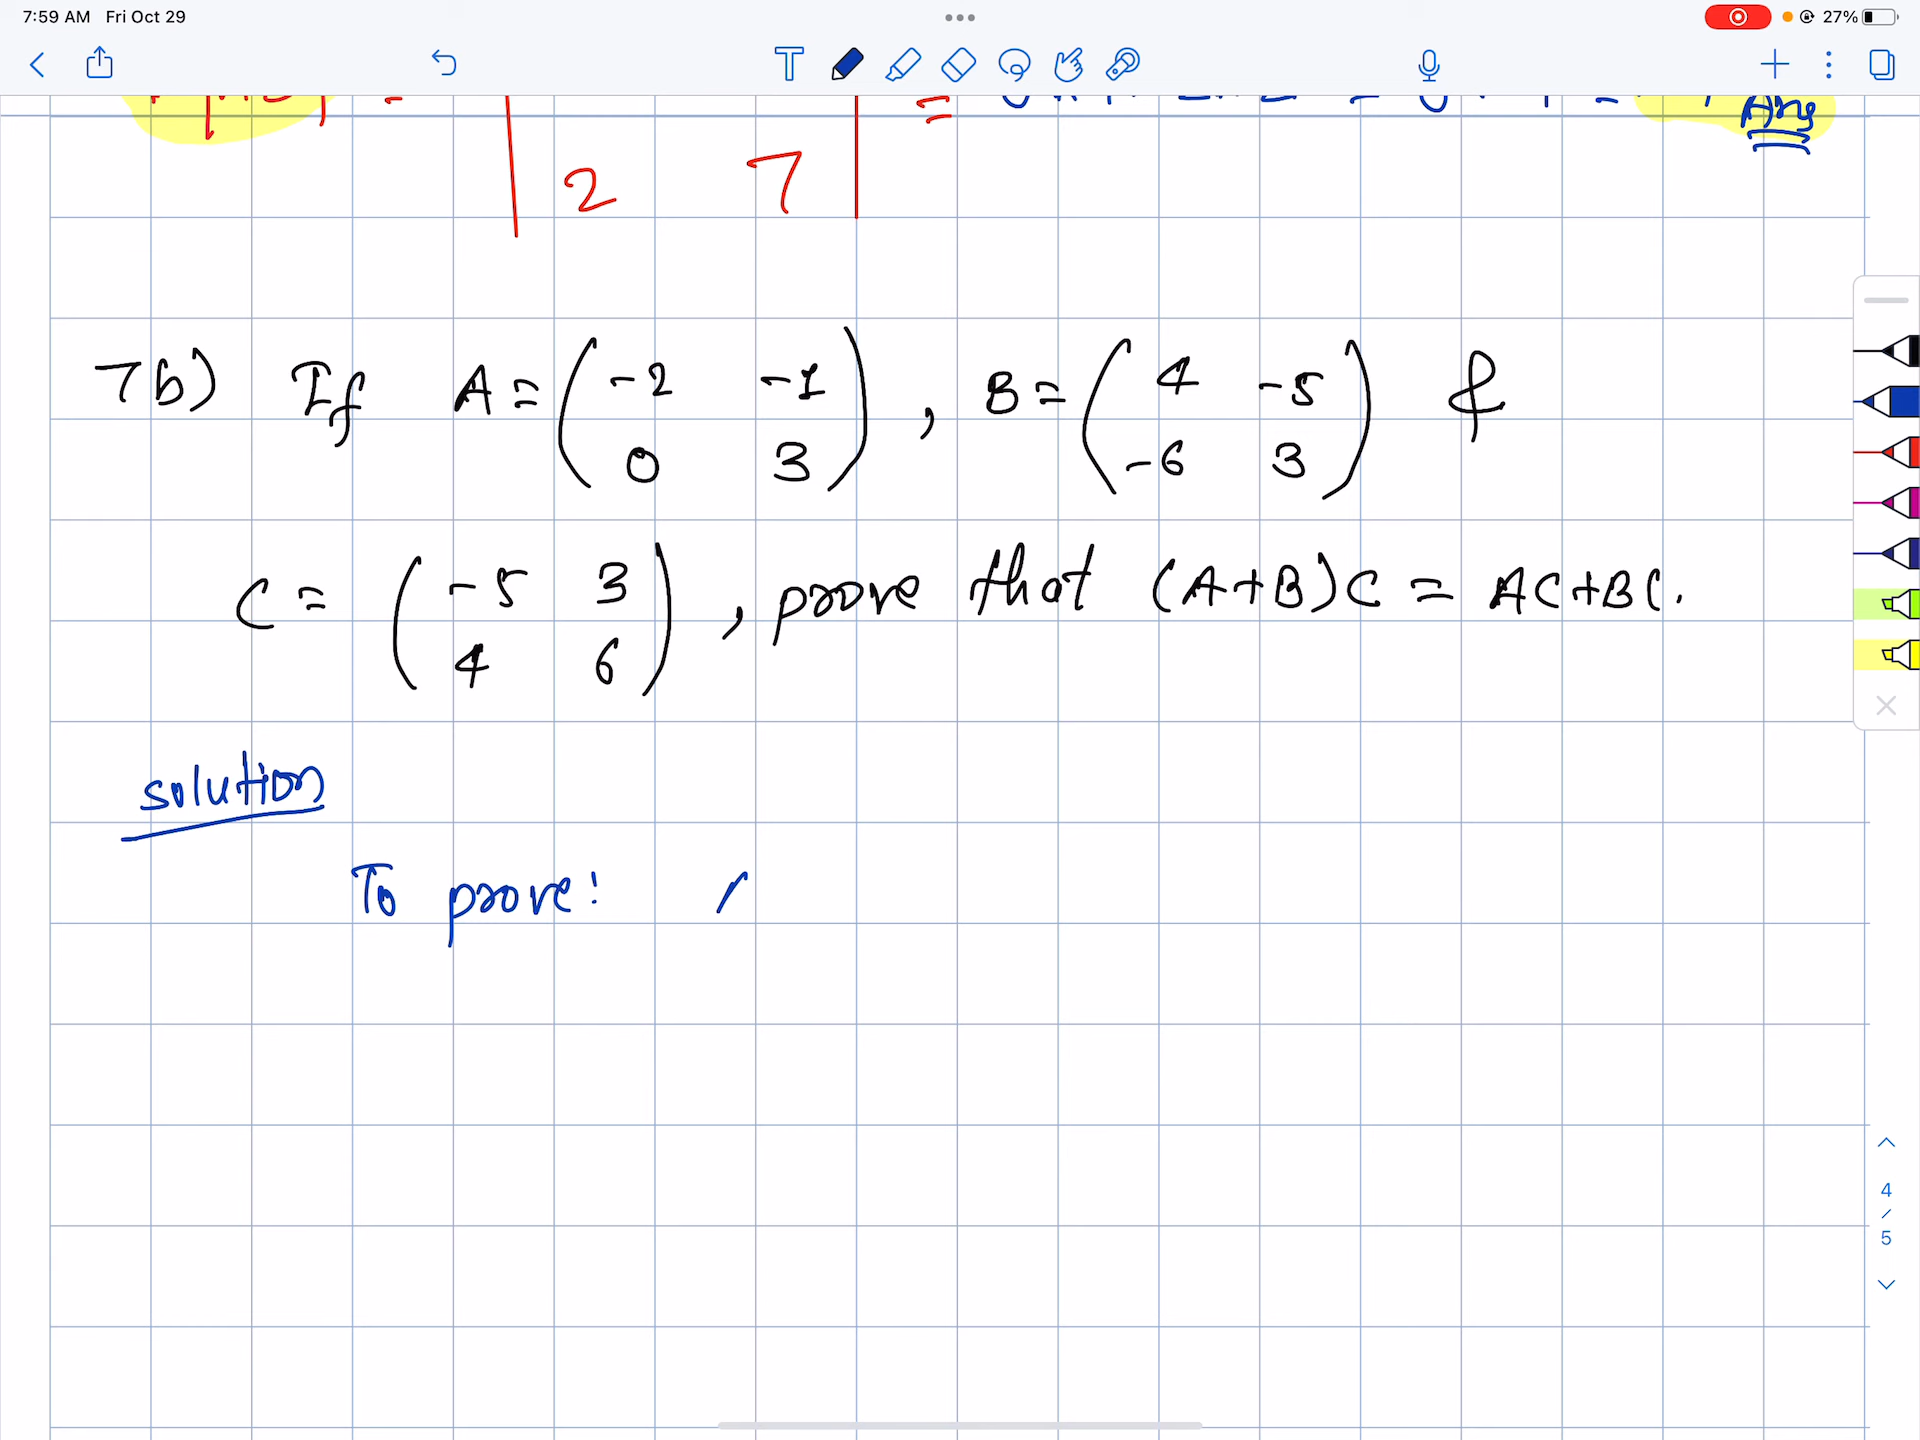 7:59 AM Fri Oct 29
27%
T
Ans
2 7
7b) If A = (-2 -1 , B = (4 -5 &
0 3) -6 3)
C = (-5 3 , prove that (A+B)C = AC+BC.
4 6)
solution
To prove: (
4
/
5